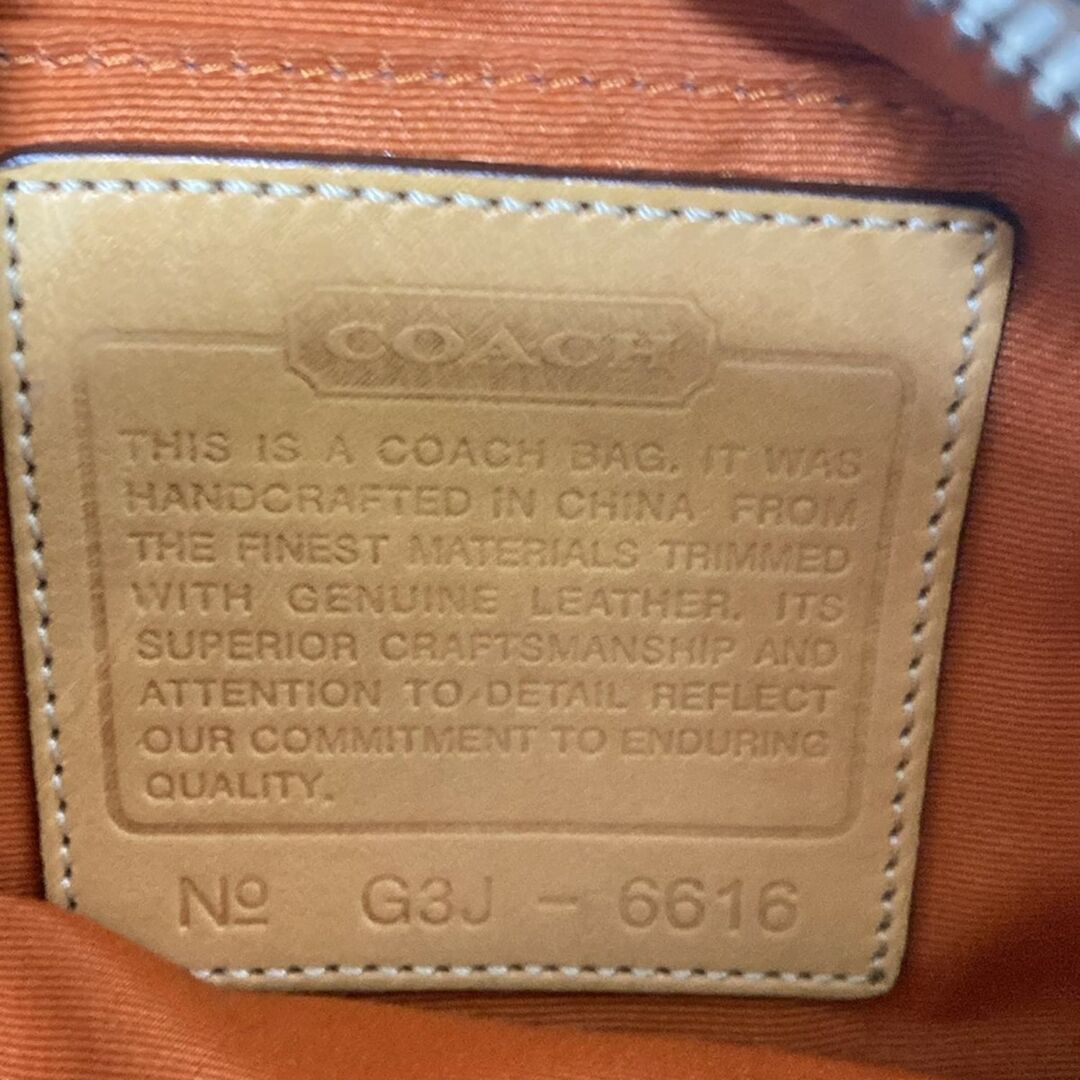 COACH
THIS IS A COACH BAG. IT WAS
HANDCRAFTED IN CHINA FROM
THE FINEST MATERIALS TRIMMED
WITH GENUINE LEATHER. ITS
SUPERIOR CRAFTSMANSHIP AND
ATTENTION TO DETAIL REFLECT
OUR COMMITMENT TO ENDURING
QUALITY.
Nº G3J - 6616